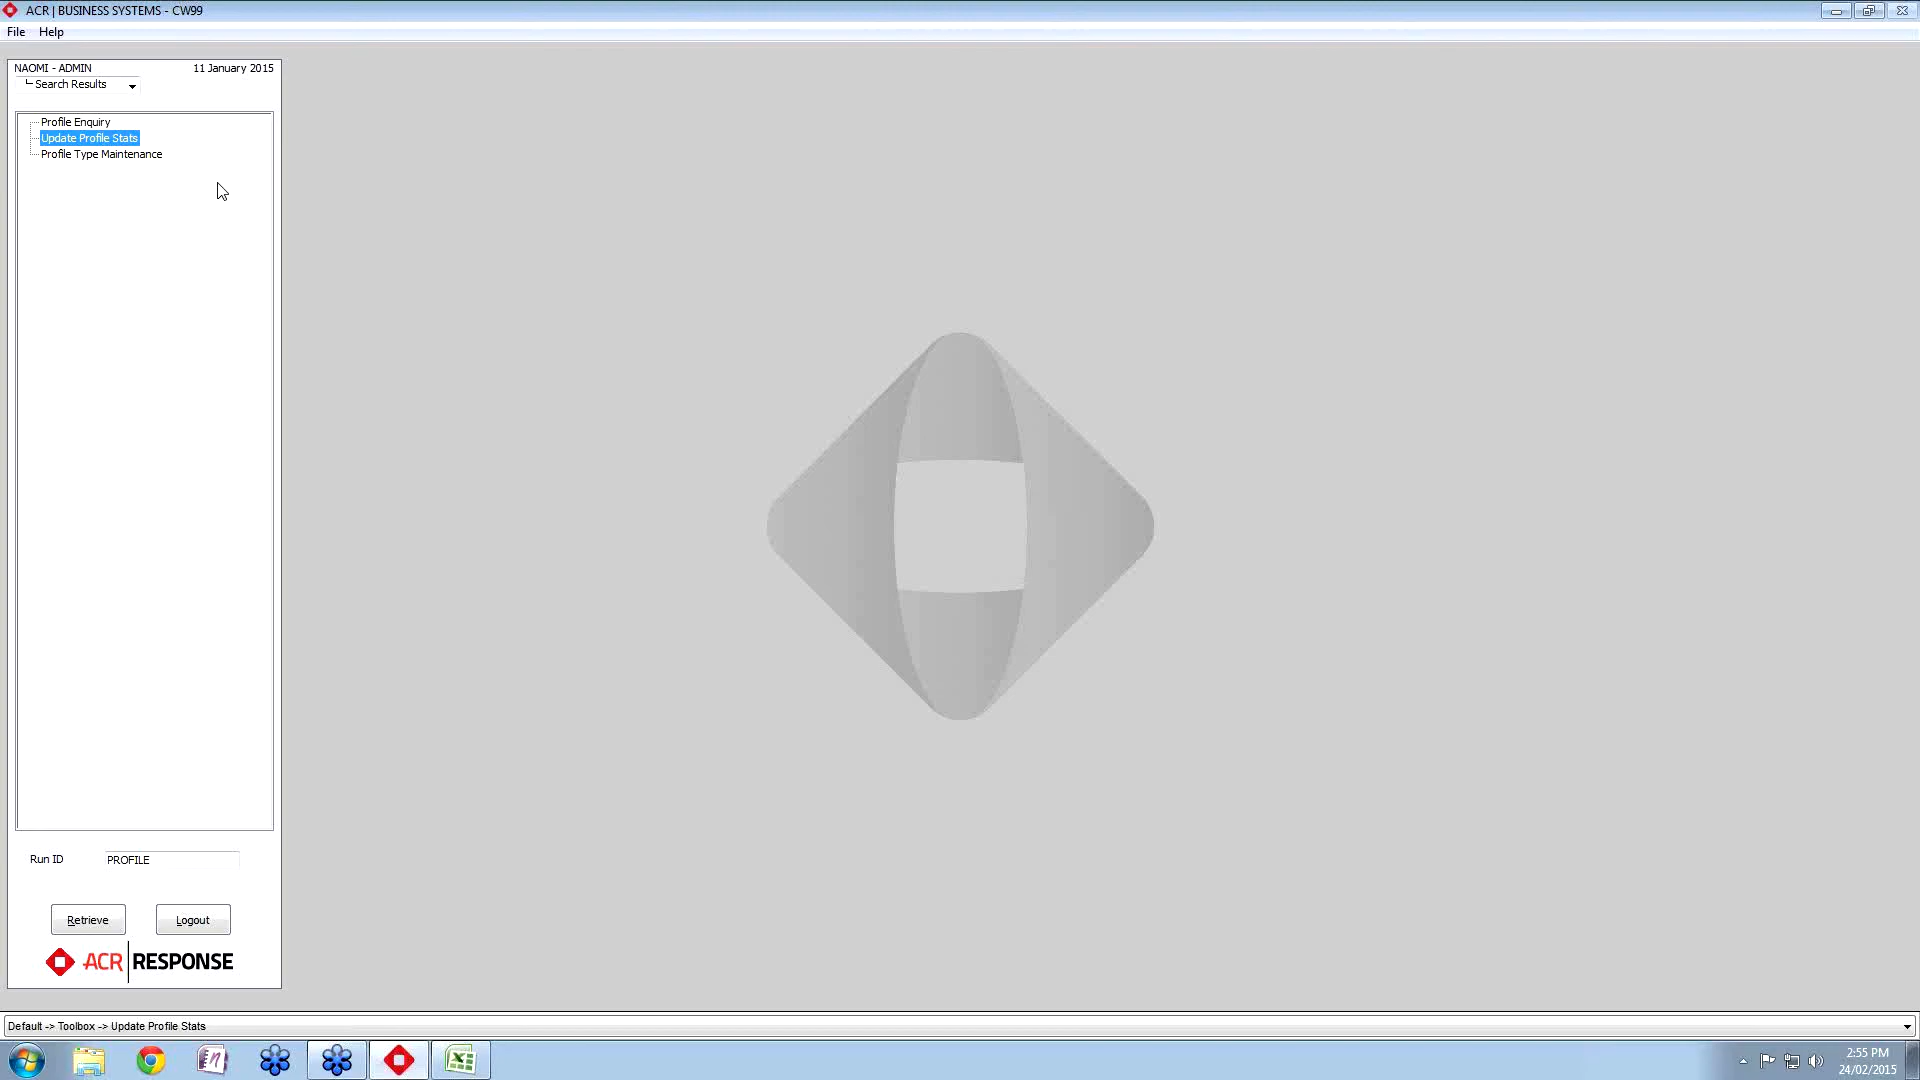 ACR | BUSINESS SYSTEMS - CW99
File Help
NAOMI - ADMIN 11 January 2015
Search Results
Profile Enquiry
Update Profile Stats
Profile Type Maintenance
Run ID PROFILE
Retrieve Logout
ACR RESPONSE
Default -> Toolbox -> Update Profile Stats
2:55 PM
24/02/2015